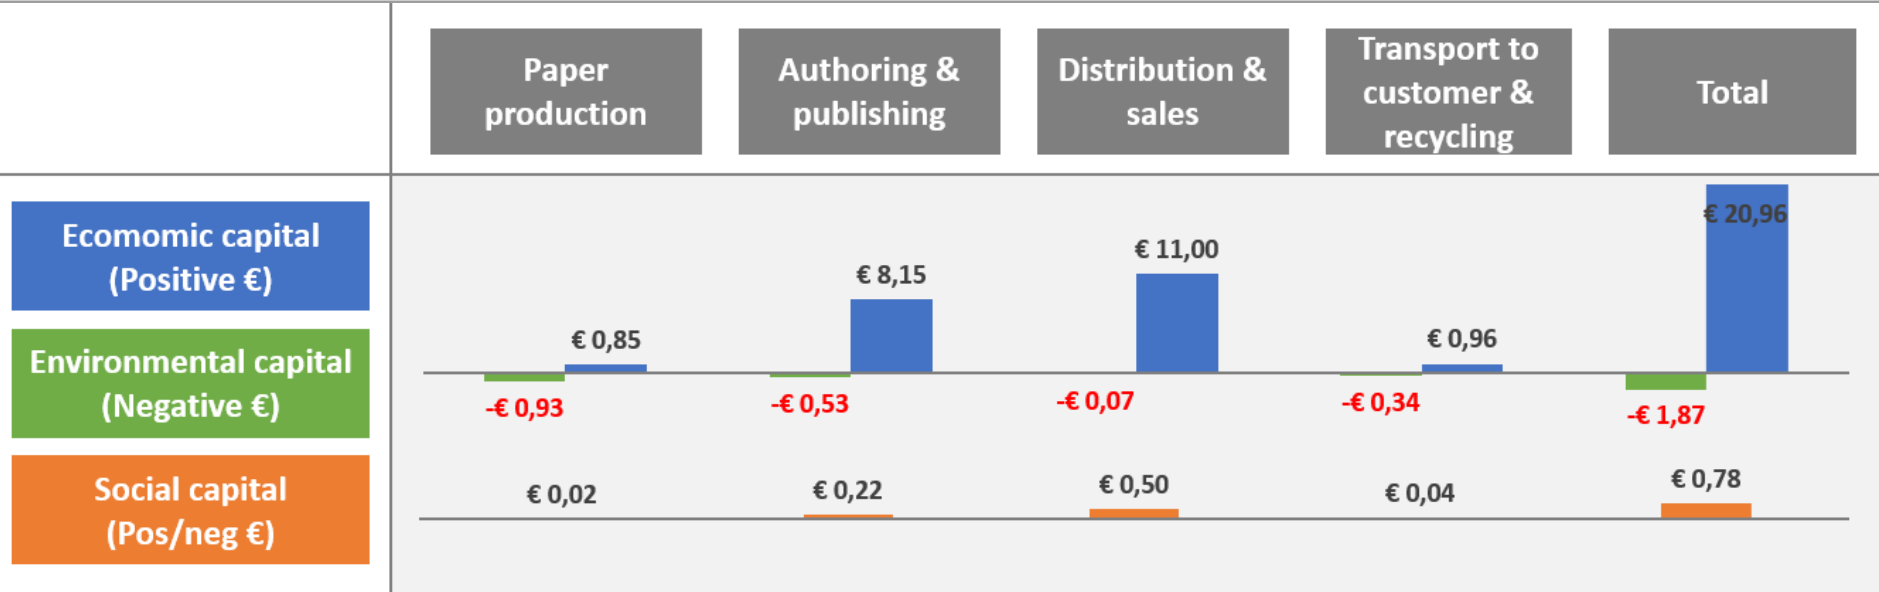 Paper
production
Authoring &
publishing
Distribution &
sales
Transport to
customer &
recycling
Total
Ecomomic capital
(Positive €)
€ 0,85
€ 8,15
€ 11,00
€ 0,96
€ 20,96
Environmental capital
(Negative €)
-€ 0,93
-€ 0,53
-€ 0,07
-€ 0,34
-€ 1,87
Social capital
(Pos/neg €)
€ 0,02
€ 0,22
€ 0,50
€ 0,04
€ 0,78